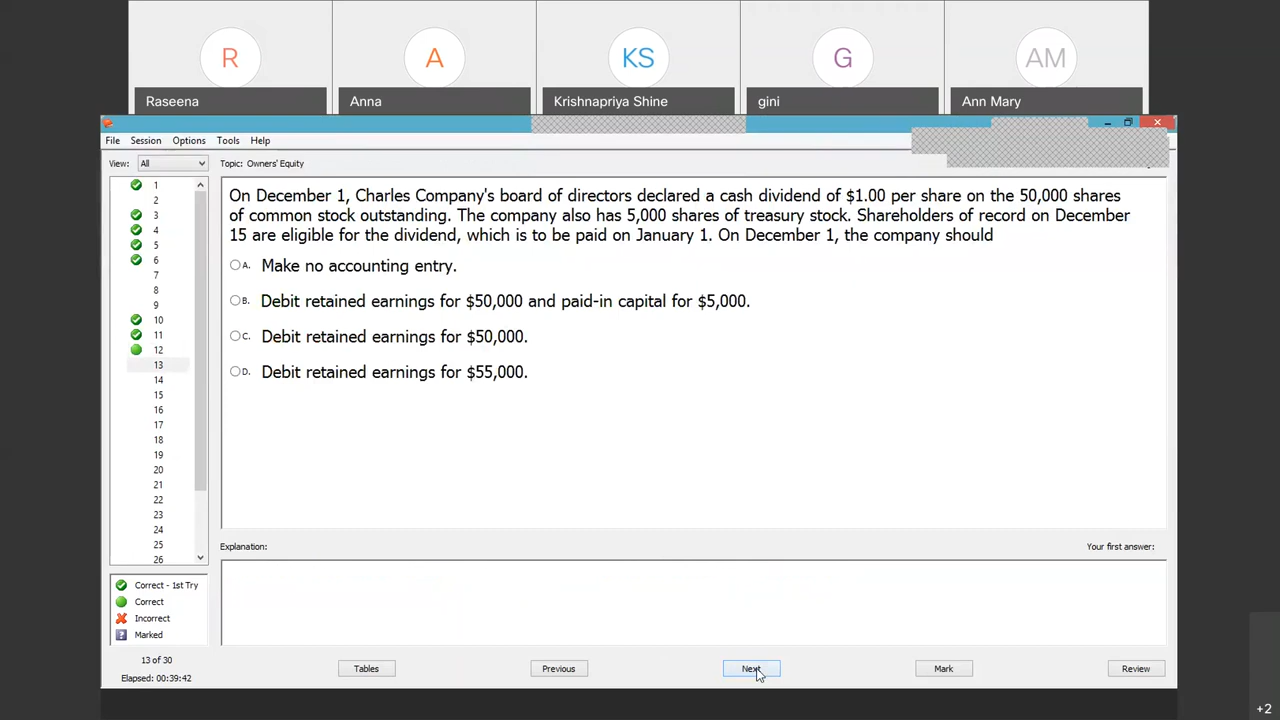 R
A
KS
G
AM
Raseena
Anna
Krishnapriya Shine
gini
Ann Mary
File Session Options Tools Help
View: All
Topic: Owners' Equity
1
2
3
4
5
6
7
8
9
10
11
12
13
14
15
16
17
18
19
20
21
22
23
24
25
26
On December 1, Charles Company's board of directors declared a cash dividend of $1.00 per share on the 50,000 shares
of common stock outstanding. The company also has 5,000 shares of treasury stock. Shareholders of record on December
15 are eligible for the dividend, which is to be paid on January 1. On December 1, the company should
A. Make no accounting entry.
B. Debit retained earnings for $50,000 and paid-in capital for $5,000.
C. Debit retained earnings for $50,000.
D. Debit retained earnings for $55,000.
Explanation:
Your first answer:
Correct - 1st Try
Correct
Incorrect
? Marked
13 of 30
Elapsed: 00:39:42
Tables
Previous
Next
Mark
Review
+2